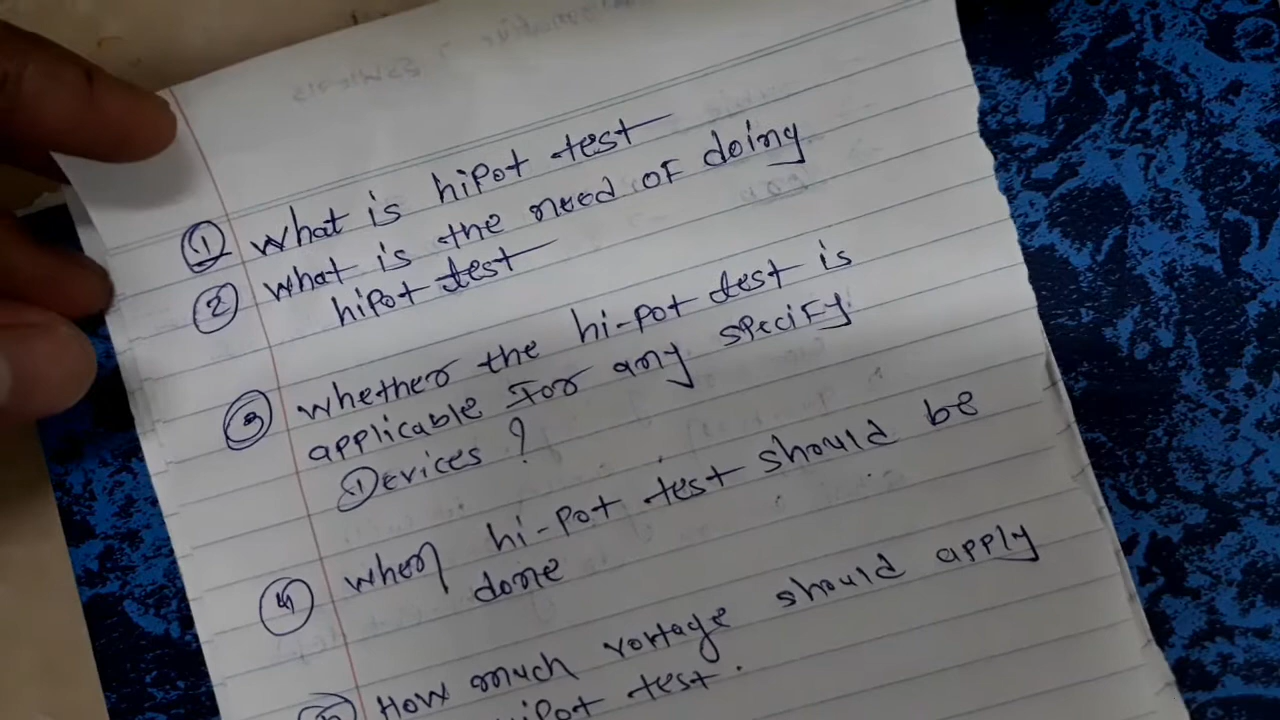 ① What is hipot test
② What is the need of doing
hipot test
③ Whether the hi-pot test is
applicable For any specify
Devices ?
④ When hi-pot test should be
done
How much vortage should apply
hipot test.